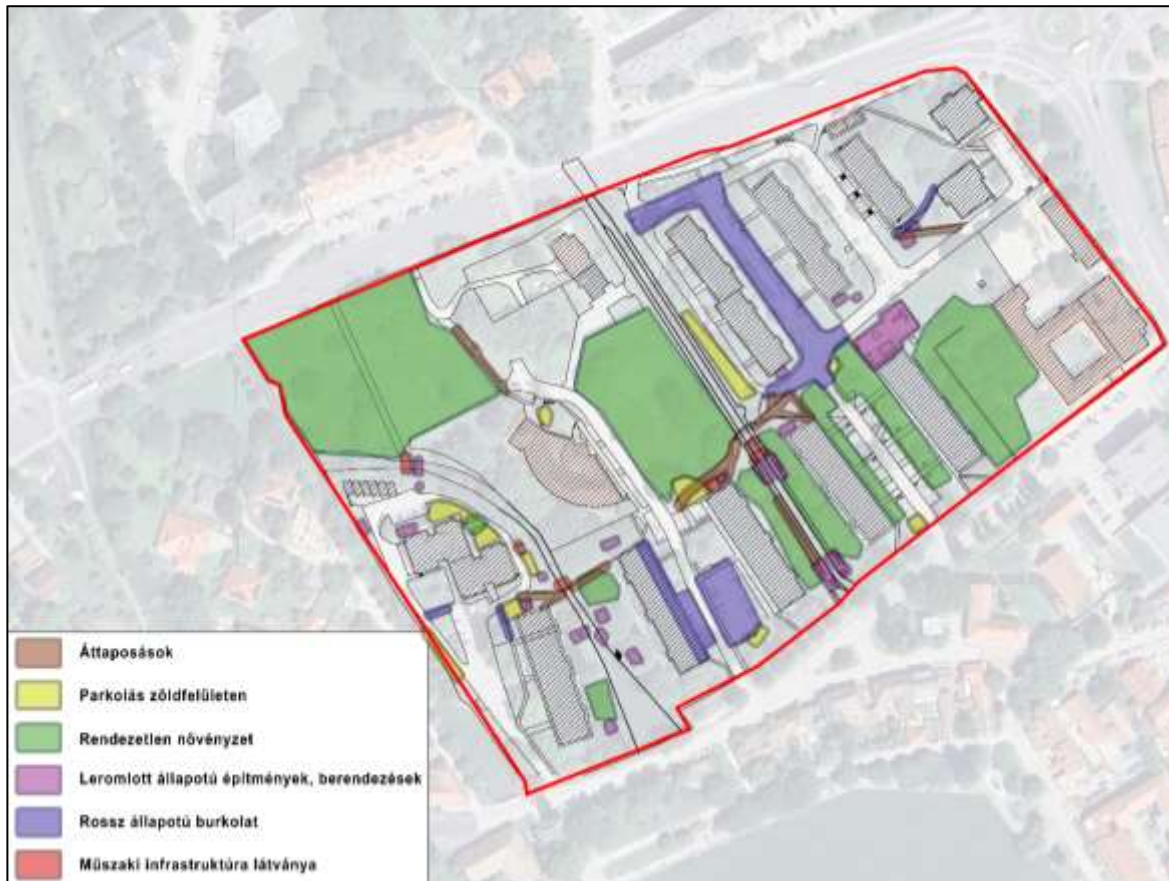 Áttaposások
Parkolás zöldfelületen
Rendezetlen növényzet
Leromlott állapotú építmények, berendezések
Rossz állapotú burkolat
Műszaki infrastruktúra látványa